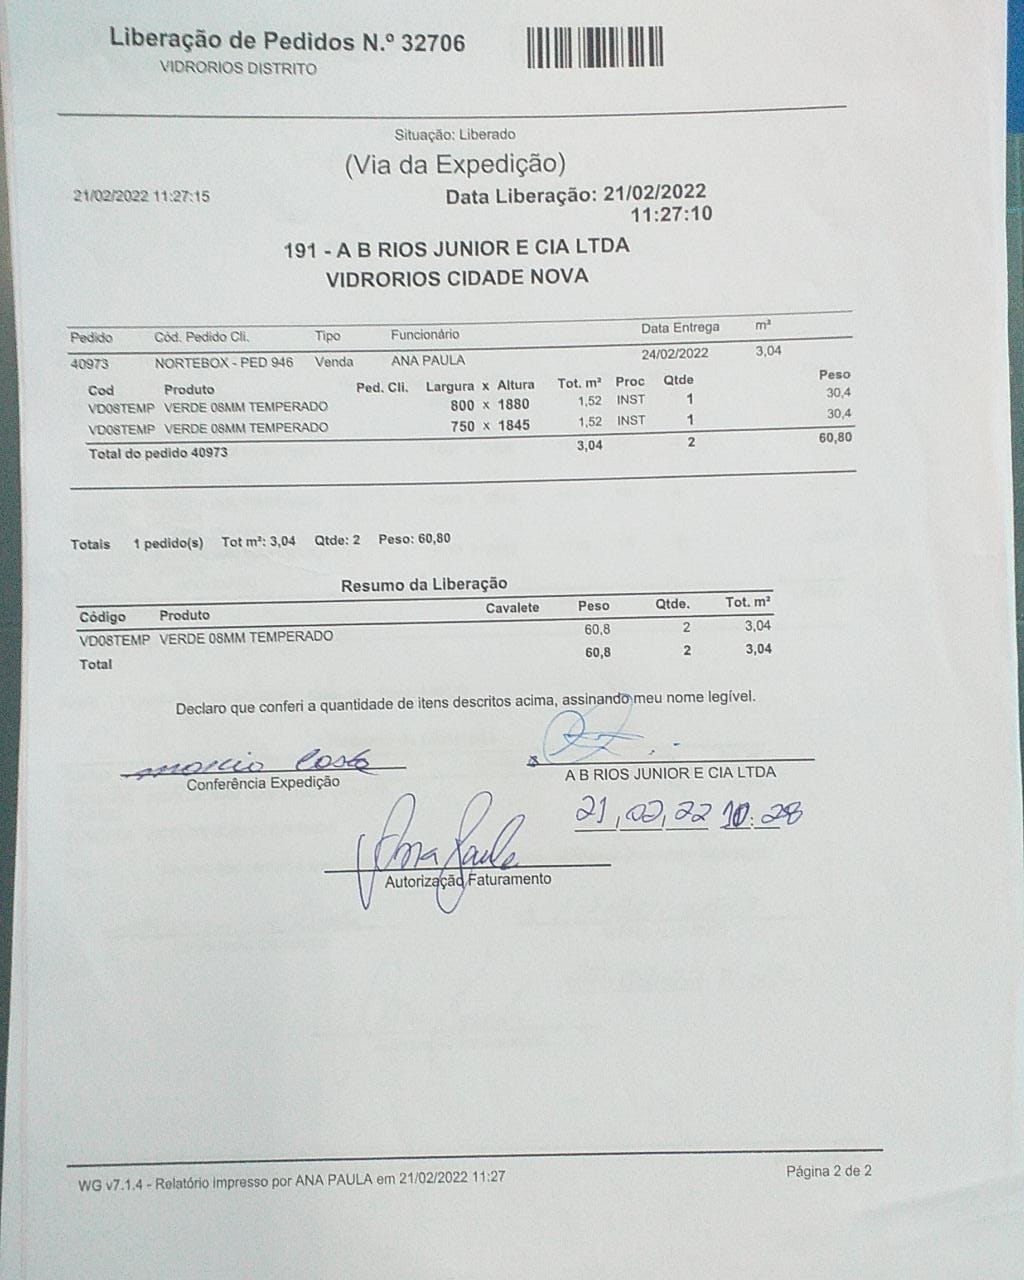 Liberação de Pedidos N.º 32706
VIDRORIOS DISTRITO
Situação: Liberado
(Via da Expedição)
21/02/2022 11:27:15 Data Liberação: 21/02/2022
11:27:10
191 - A B RIOS JUNIOR E CIA LTDA
VIDRORIOS CIDADE NOVA
Pedido Cód. Pedido Cli. Tipo Funcionário Data Entrega m²
40973 NORTEBOX - PED 946 Venda ANA PAULA 24/02/2022 3,04
Cod Produto Ped. Cli. Largura x Altura Tot. m² Proc Qtde Peso
VD08TEMP VERDE 08MM TEMPERADO 800 x 1880 1,52 INST 1 30,4
VD08TEMP VERDE 08MM TEMPERADO 750 x 1845 1,52 INST 1 30,4
Total do pedido 40973 3,04 2 60,80
Totais 1 pedido(s) Tot m²: 3,04 Qtde: 2 Peso: 60,80
Resumo da Liberação
Código Produto Cavalete Peso Qtde. Tot. m²
VD08TEMP VERDE 08MM TEMPERADO 60,8 2 3,04
Total 60,8 2 3,04
Declaro que conferi a quantidade de itens descritos acima, assinando meu nome legível.
marcio Costa
Conferência Expedição A B RIOS JUNIOR E CIA LTDA
21,02,22 10:28
Ana Paula
Autorização Faturamento
WG v7.1.4 - Relatório impresso por ANA PAULA em 21/02/2022 11:27 Página 2 de 2